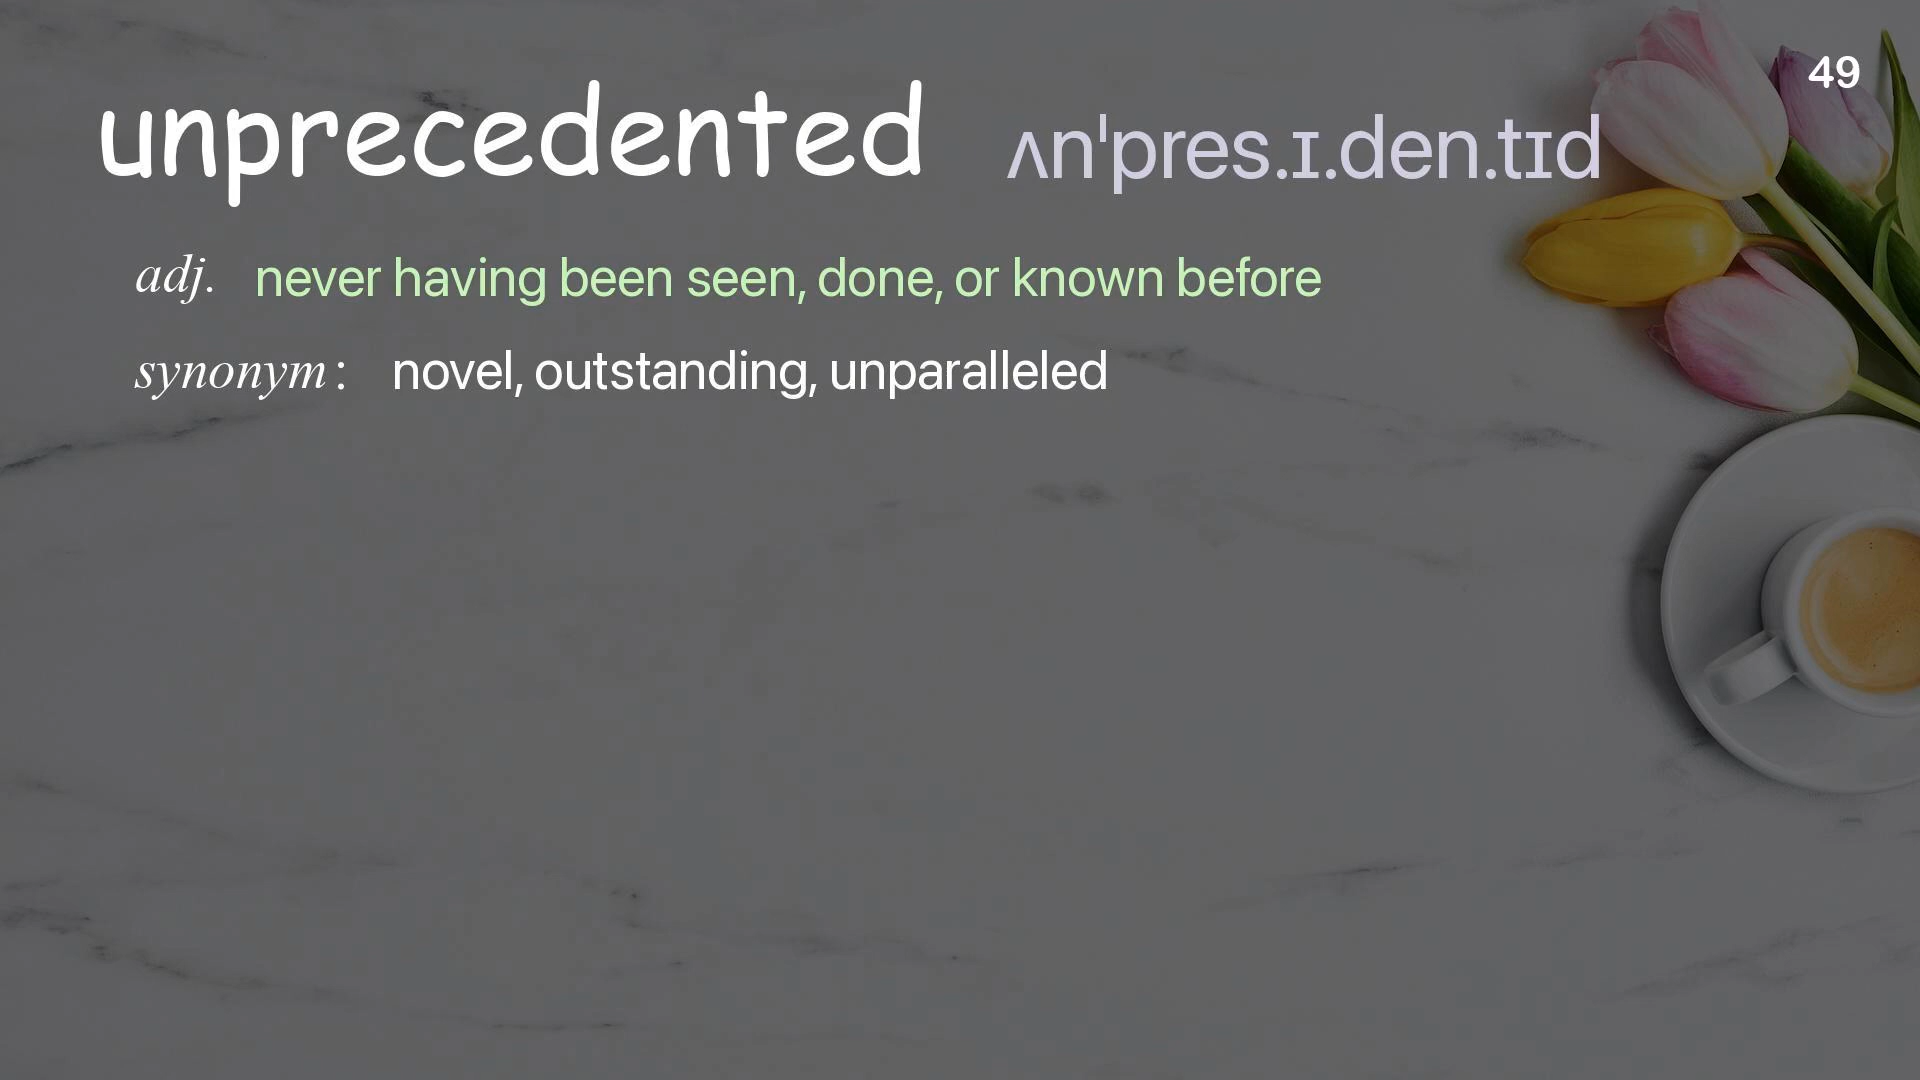 49
unprecedented ʌnˈpres.ɪ.den.tɪd
adj. never having been seen, done, or known before
synonym: novel, outstanding, unparalleled